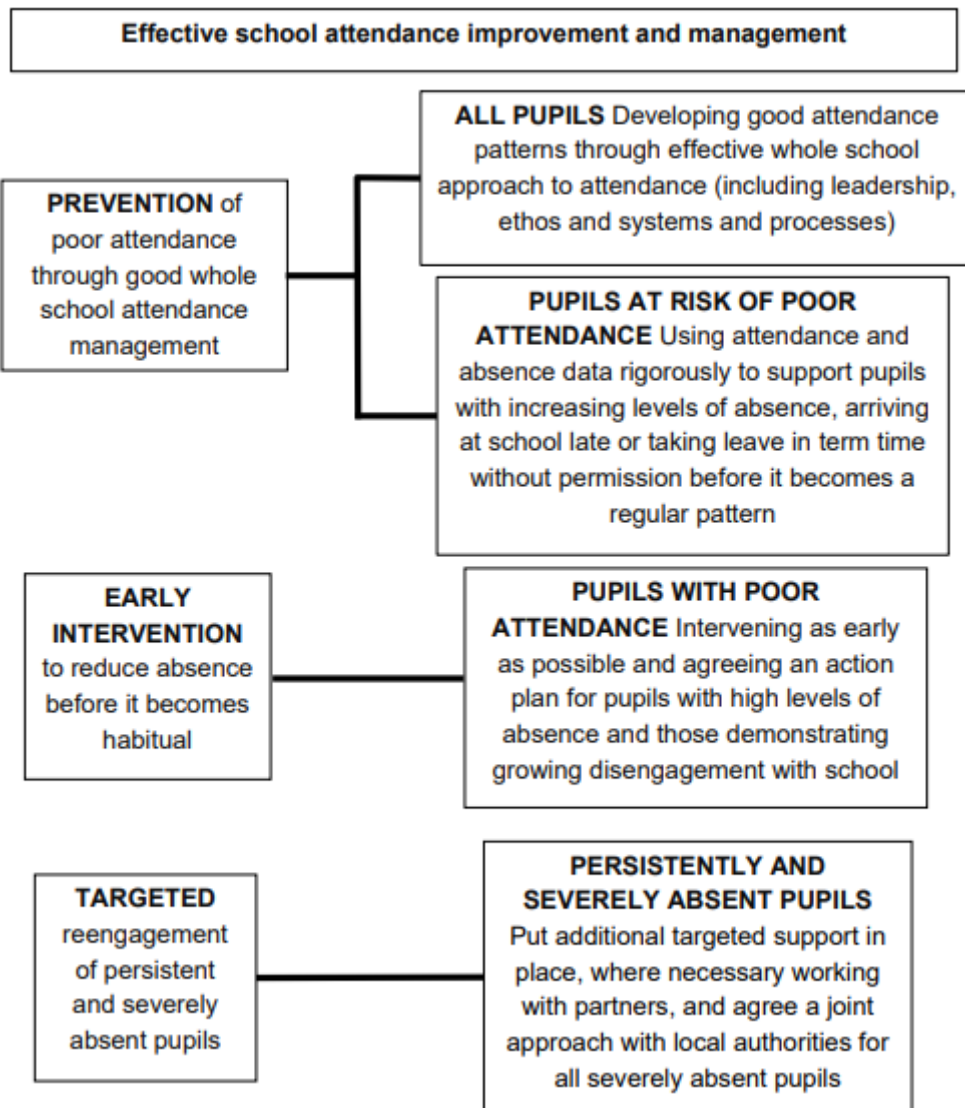 Effective school attendance improvement and management
ALL PUPILS Developing good attendance
patterns through effective whole school
approach to attendance (including leadership,
ethos and systems and processes)
PREVENTION of
poor attendance
through good whole
school attendance
management
PUPILS AT RISK OF POOR
ATTENDANCE Using attendance and
absence data rigorously to support pupils
with increasing levels of absence, arriving
at school late or taking leave in term time
without permission before it becomes a
regular pattern
EARLY
INTERVENTION
to reduce absence
before it becomes
habitual
PUPILS WITH POOR
ATTENDANCE Intervening as early
as possible and agreeing an action
plan for pupils with high levels of
absence and those demonstrating
growing disengagement with school
TARGETED
reengagement
of persistent
and severely
absent pupils
PERSISTENTLY AND
SEVERELY ABSENT PUPILS
Put additional targeted support in
place, where necessary working
with partners, and agree a joint
approach with local authorities for
all severely absent pupils